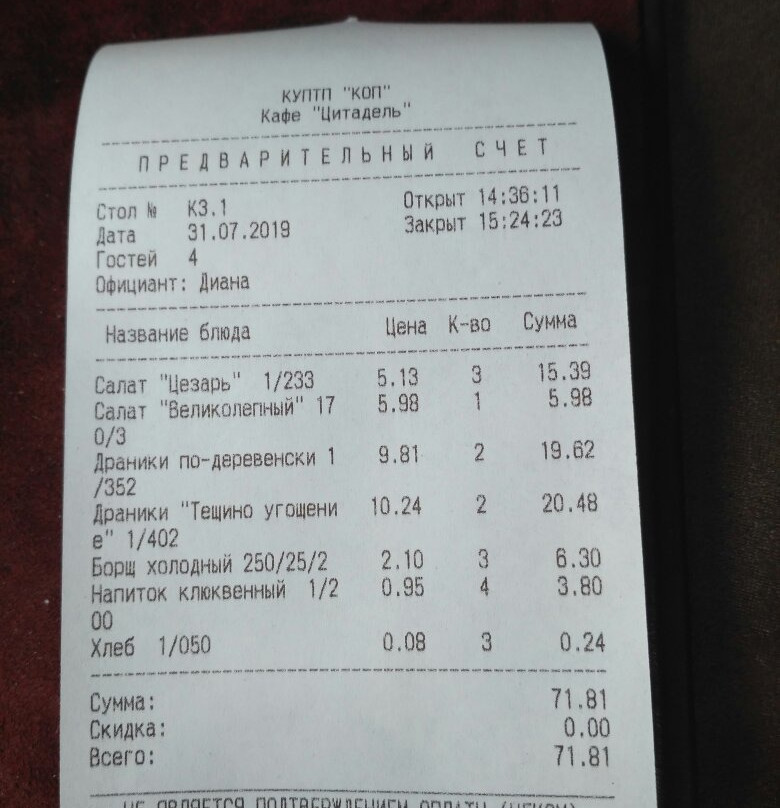 КУПТП "КОП"
Кафе "Цитадель"
ПРЕДВАРИТЕЛЬНЫЙ СЧЕТ
Стол № К3.1 Открыт 14:36:11
Дата 31.07.2019 Закрыт 15:24:23
Гостей 4
Официант: Диана
Название блюда Цена К-во Сумма
Салат "Цезарь" 1/233 5.13 3 15.39
Салат "Великолепный" 17 5.98 1 5.98
0/3
Драники по-деревенски 1 9.81 2 19.62
/352
Драники "Тещино угощени 10.24 2 20.48
е" 1/402
Борщ холодный 250/25/2 2.10 3 6.30
Напиток клюквенный 1/2 0.95 4 3.80
00
Хлеб 1/050 0.08 3 0.24
Сумма: 71.81
Скидка: 0.00
Всего: 71.81
НЕ ЯВЛЯЕТСЯ ПОДТВЕРЖДЕНИЕМ ОПЛАТЫ (ЧЕКОМ)